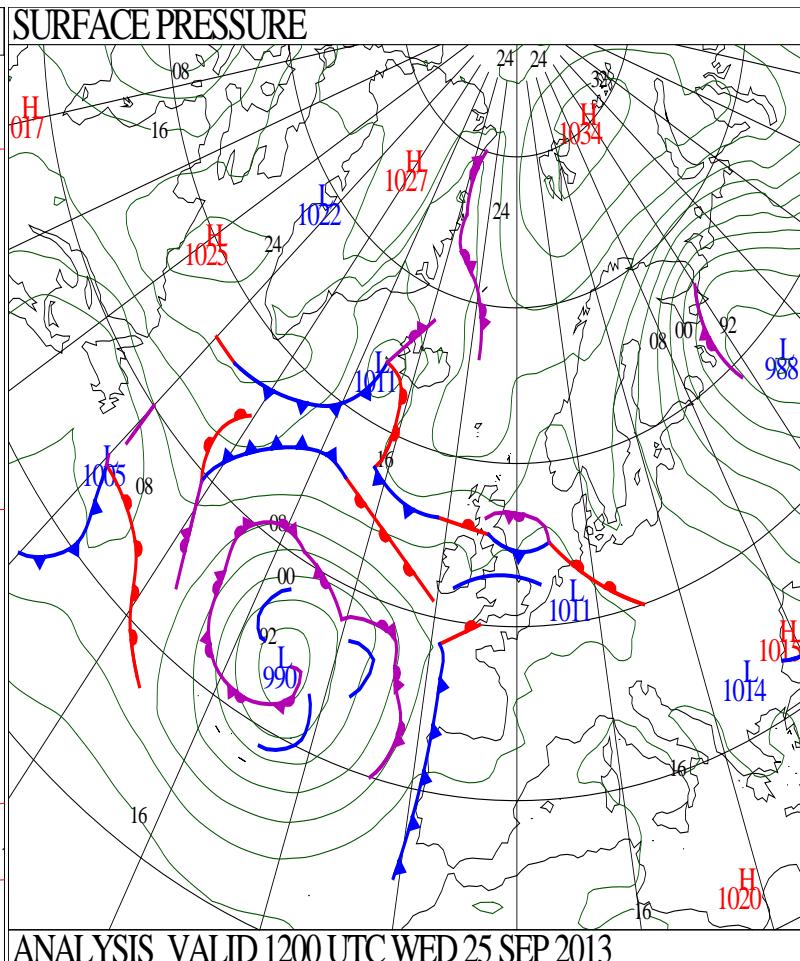 SURFACE PRESSURE
24 24
08
32
H
017
H
1034
16
H
1027
L
1022
24
H
1025
24
00 92
08
L
988
L
1011
L
1005
08
16
08
00
L
1011
92
L
990
H
1015
L
1014
16
16
H
1020
16
ANALYSIS VALID 1200 UTC WED 25 SEP 2013